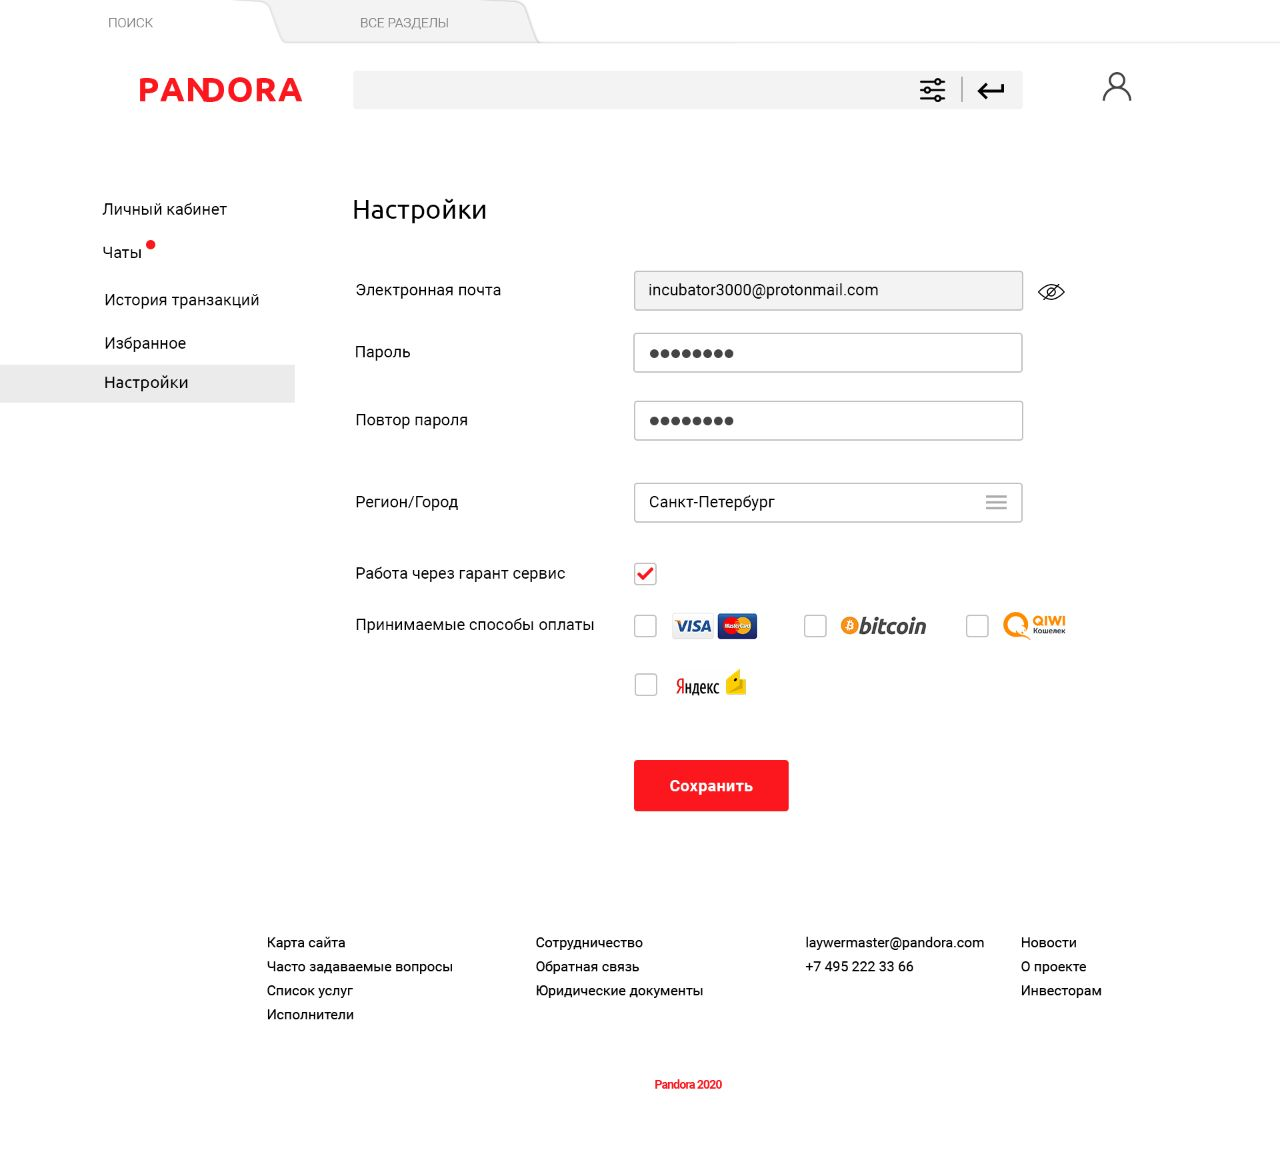 ПОИСК
ВСЕ РАЗДЕЛЫ
PANDORA
Личный кабинет
Чаты
История транзакций
Избранное
Настройки
Настройки
Электронная почта
incubator3000@protonmail.com
Пароль
Повтор пароля
Регион/Город
Санкт-Петербург
Работа через гарант сервис
Принимаемые способы оплаты
VISA
MasterCard
bitcoin
QIWI
Кошелек
Яндекс
Сохранить
Карта сайта
Часто задаваемые вопросы
Список услуг
Исполнители
Сотрудничество
Обратная связь
Юридические документы
laywermaster@pandora.com
+7 495 222 33 66
Новости
О проекте
Инвесторам
Pandora 2020